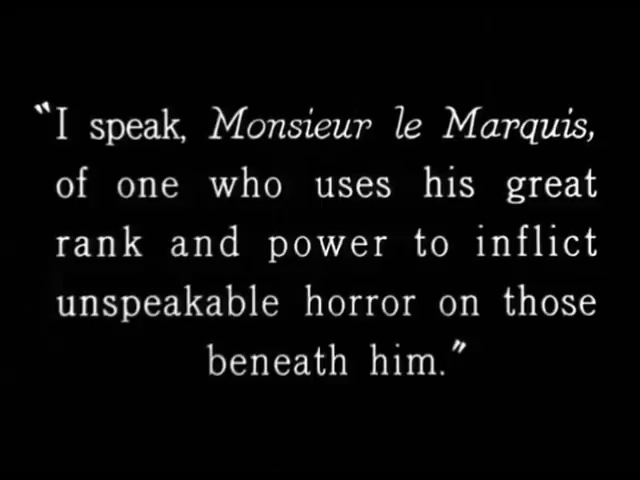 "I speak, Monsieur le Marquis,
of one who uses his great
rank and power to inflict
unspeakable horror on those
beneath him."